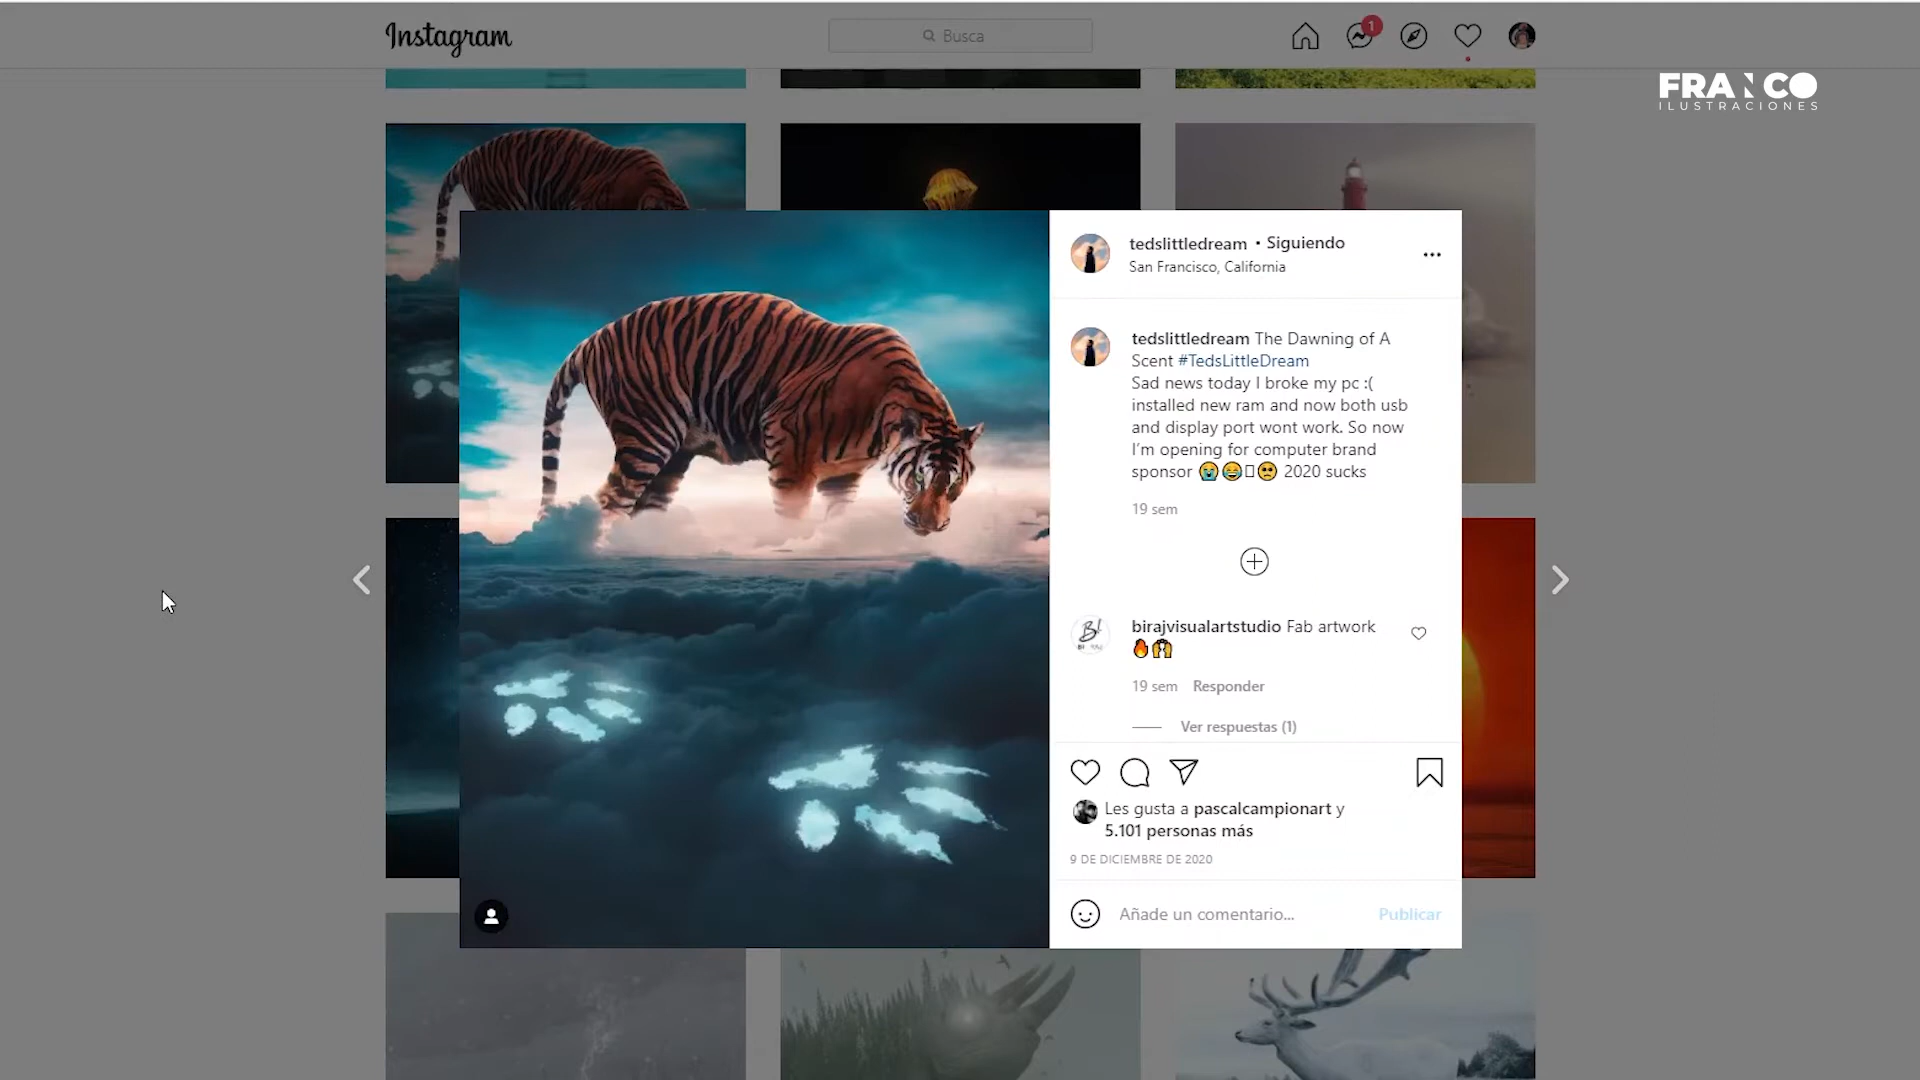 Instagram
Busca
1
FRANCO
ILUSTRACIONES
tedslittledream • Siguiendo
San Francisco, California
tedslittledream The Dawning of A
Scent #TedsLittleDream
Sad news today I broke my pc :(
installed new ram and now both usb
and display port wont work. So now
I'm opening for computer brand
sponsor 😭😂▯🥺 2020 sucks
19 sem
birajvisualartstudio Fab artwork
🔥🙌
19 sem Responder
Ver respuestas (1)
Les gusta a pascalcampionart y
5.101 personas más
9 DE DICIEMBRE DE 2020
Añade un comentario... Publicar